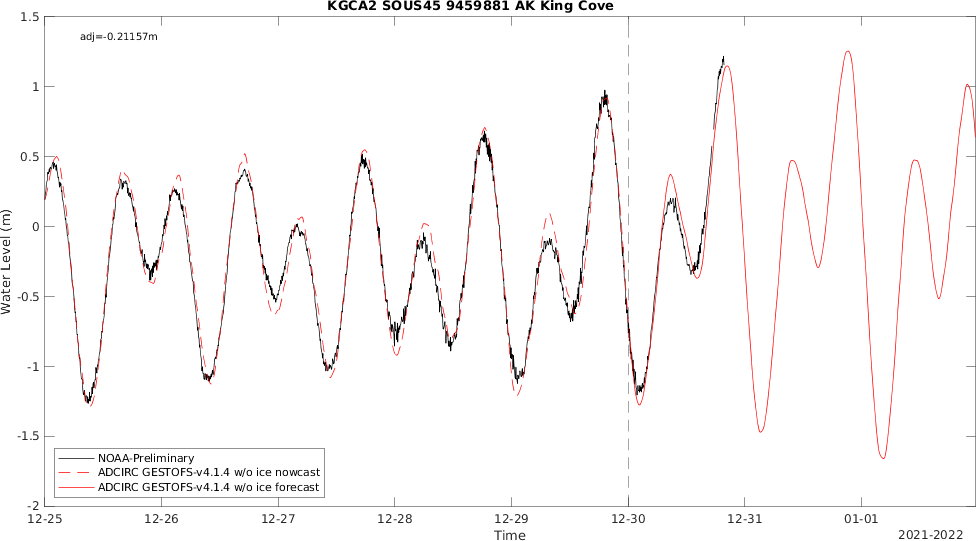 KGCA2 SOUS45 9459881 AK King Cove
adj=-0.21157m
1.5
1
0.5
0
-0.5
-1
-1.5
-2
Water Level (m)
NOAA-Preliminary
ADCIRC GESTOFS-v4.1.4 w/o ice nowcast
ADCIRC GESTOFS-v4.1.4 w/o ice forecast
12-25 12-26 12-27 12-28 12-29 12-30 12-31 01-01
Time
2021-2022